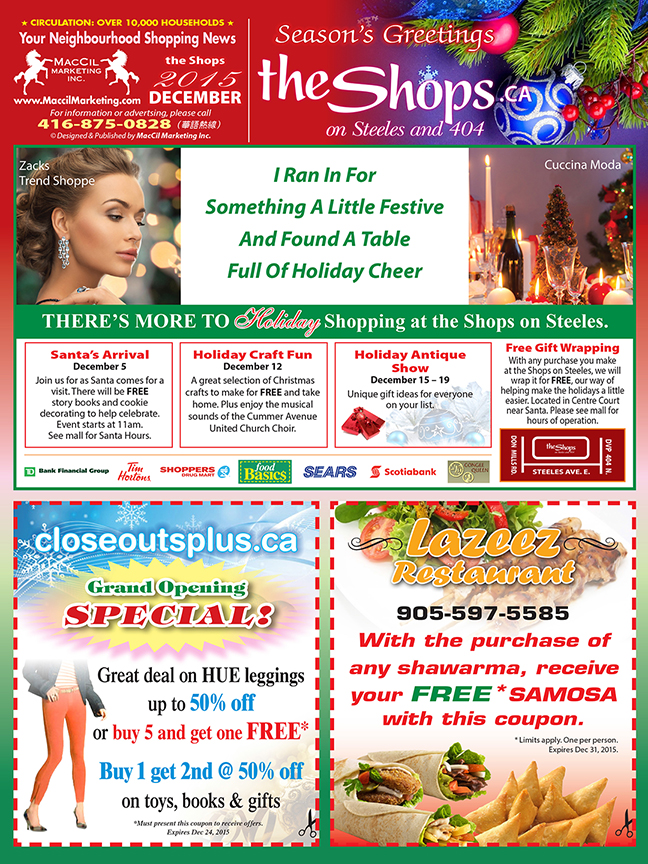 ★ CIRCULATION: OVER 10,000 HOUSEHOLDS ★
Your Neighbourhood Shopping News
MACCIL
MARKETING
INC.
www.MaccilMarketing.com
the Shops
2015
DECEMBER
For information or advertising, please call
416-875-0828 (華語熱線)
© Designed & Published by MacCil Marketing Inc.
Season's Greetings
theShops.CA
on Steeles and 404
Zacks
Trend Shoppe
I Ran In For
Something A Little Festive
And Found A Table
Full Of Holiday Cheer
Cuccina Moda
THERE'S MORE TO Holiday Shopping at the Shops on Steeles.
Santa's Arrival
December 5
Join us for as Santa comes for a
visit. There will be FREE
story books and cookie
decorating to help celebrate.
Event starts at 11am.
See mall for Santa Hours.
Holiday Craft Fun
December 12
A great selection of Christmas
crafts to make for FREE and take
home. Plus enjoy the musical
sounds of the Cummer Avenue
United Church Choir.
Holiday Antique
Show
December 15 – 19
Unique gift ideas for everyone
on your list.
Free Gift Wrapping
With any purchase you make
at the Shops on Steeles, we will
wrap it for FREE, our way of
helping make the holidays a little
easier. Located in Centre Court
near Santa. Please see mall for
hours of operation.
DON MILLS RD.
theShops
DVP 404 N.
STEELES AVE. E.
TD Bank Financial Group
Tim
Hortons
SHOPPERS
DRUG MART
food
Basics
SEARS
Scotiabank
CONGEE
QUEEN
closeoutsplus.ca
Grand Opening
SPECIAL!
Great deal on HUE leggings
up to 50% off
or buy 5 and get one FREE*
Buy 1 get 2nd @ 50% off
on toys, books & gifts
*Must present this coupon to receive offers.
Expires Dec 24, 2015
Lazeez
Restaurant
905-597-5585
With the purchase of
any shawarma, receive
your FREE* SAMOSA
with this coupon.
* Limits apply. One per person.
Expires Dec 31, 2015.